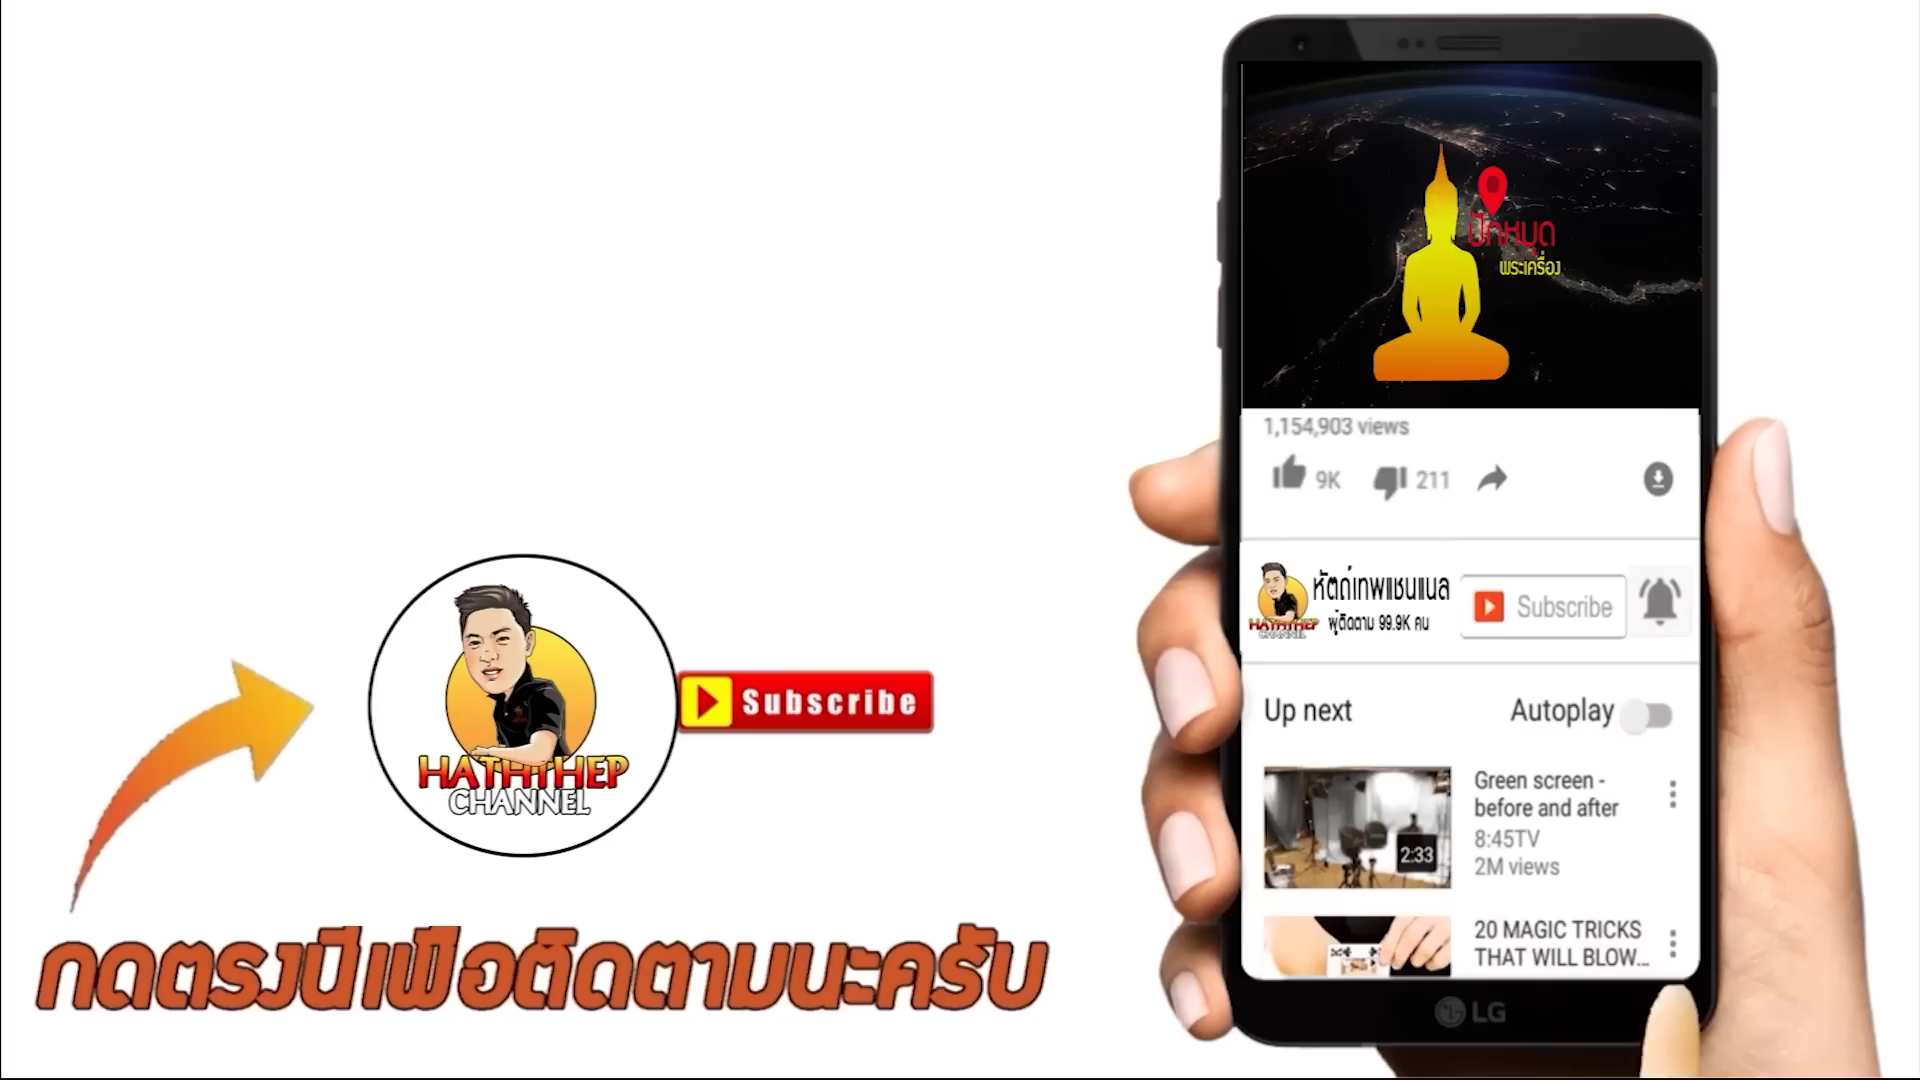 ปักหมุด
พระเครื่อง
1,154,903 views
9K
211
หัตถ์เทพแชนแนล
ผู้ติดตาม 99.9K คน
Subscribe
HATHTHEP
CHANNEL
Up next
Autoplay
Green screen -
before and after
8:45TV
2M views
2:33
20 MAGIC TRICKS
THAT WILL BLOW...
LG
HATHTHEP
CHANNEL
Subscribe
กดตรงนี้เพื่อติดตามนะครับ